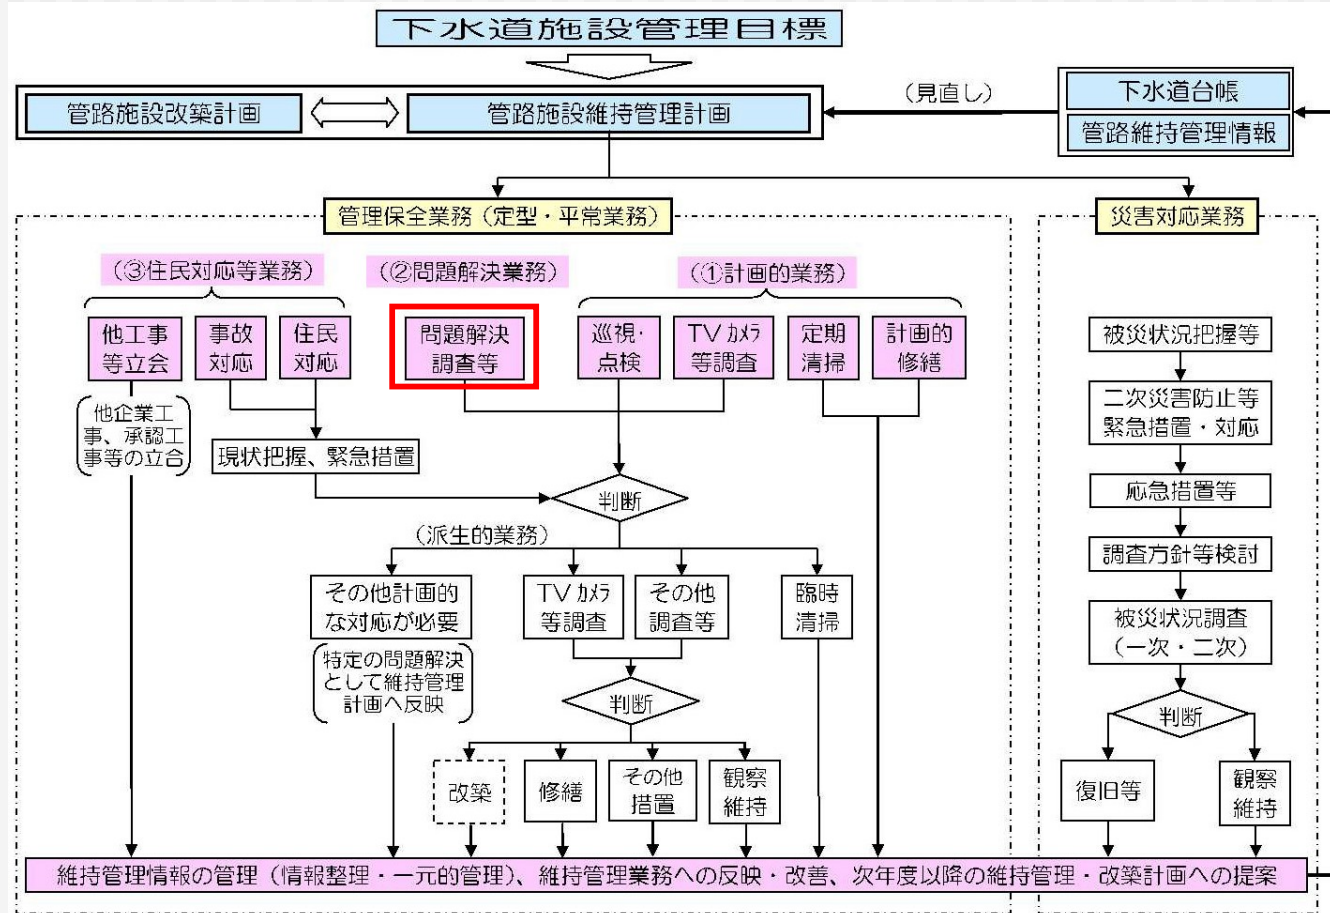 下水道施設管理目標
管路施設改築計画
管路施設維持管理計画
(見直し)
下水道台帳
管路維持管理情報
管理保全業務(定型・平常業務)
災害対応業務
(③住民対応等業務)
(②問題解決業務)
(①計画的業務)
他工事
等立会
事故
対応
住民
対応
問題解決
調査等
巡視・
点検
TVカメラ
等調査
定期
清掃
計画的
修繕
他企業工
事、承認工
事等の立合
現状把握、緊急措置
判断
(派生的業務)
その他計画的
な対応が必要
特定の問題解決
として維持管理
計画へ反映
TVカメラ
等調査
その他
調査等
臨時
清掃
判断
改築
修繕
その他
措置
観察
維持
被災状況把握等
二次災害防止等
緊急措置・対応
応急措置等
調査方針等検討
被災状況調査
(一次・二次)
判断
復旧等
観察
維持
維持管理情報の管理(情報整理・一元的管理)、維持管理業務への反映・改善、次年度以降の維持管理・改築計画への提案